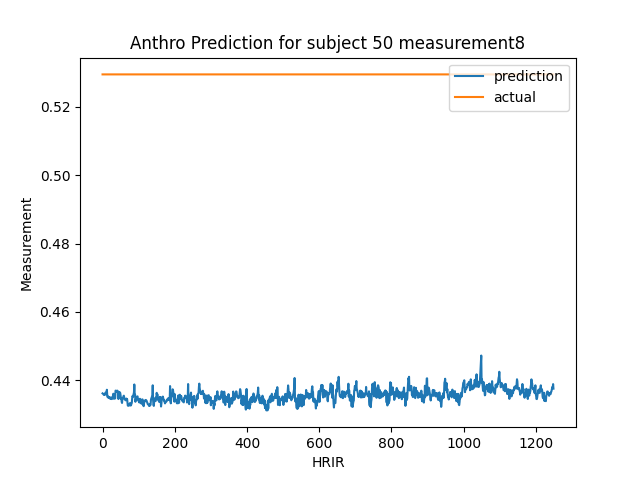 Anthro Prediction for subject 50 measurement8
prediction
actual
0.52
0.50
0.48
0.46
0.44
Measurement
0
200
400
600
800
1000
1200
HRIR